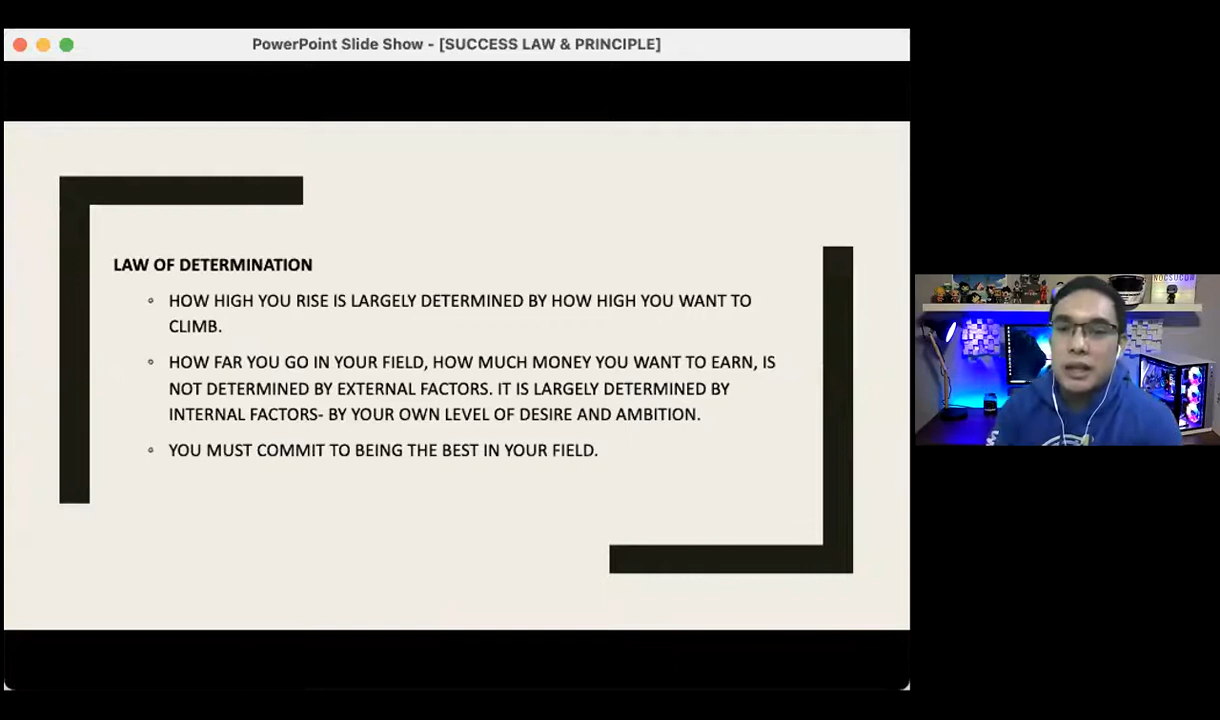 PowerPoint Slide Show - [SUCCESS LAW & PRINCIPLE]
LAW OF DETERMINATION
HOW HIGH YOU RISE IS LARGELY DETERMINED BY HOW HIGH YOU WANT TO
CLIMB.
HOW FAR YOU GO IN YOUR FIELD, HOW MUCH MONEY YOU WANT TO EARN, IS
NOT DETERMINED BY EXTERNAL FACTORS. IT IS LARGELY DETERMINED BY
INTERNAL FACTORS- BY YOUR OWN LEVEL OF DESIRE AND AMBITION.
YOU MUST COMMIT TO BEING THE BEST IN YOUR FIELD.